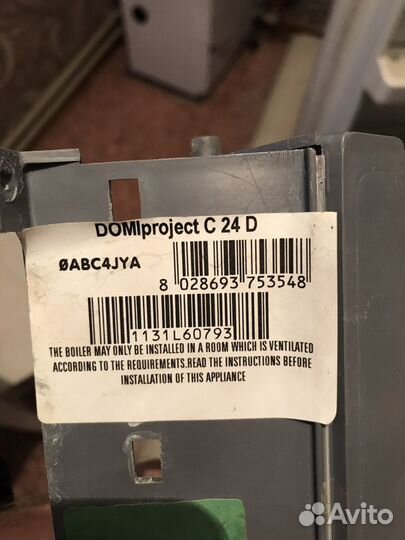 DOMIproject C 24 D
ØABC4JYA
8 028693 753548
1131L60793
THE BOILER MAY ONLY BE INSTALLED IN A ROOM WHICH IS VENTILATED
ACCORDING TO THE REQUIREMENTS.READ THE INSTRUCTIONS BEFORE
INSTALLATION OF THIS APPLIANCE
Avito